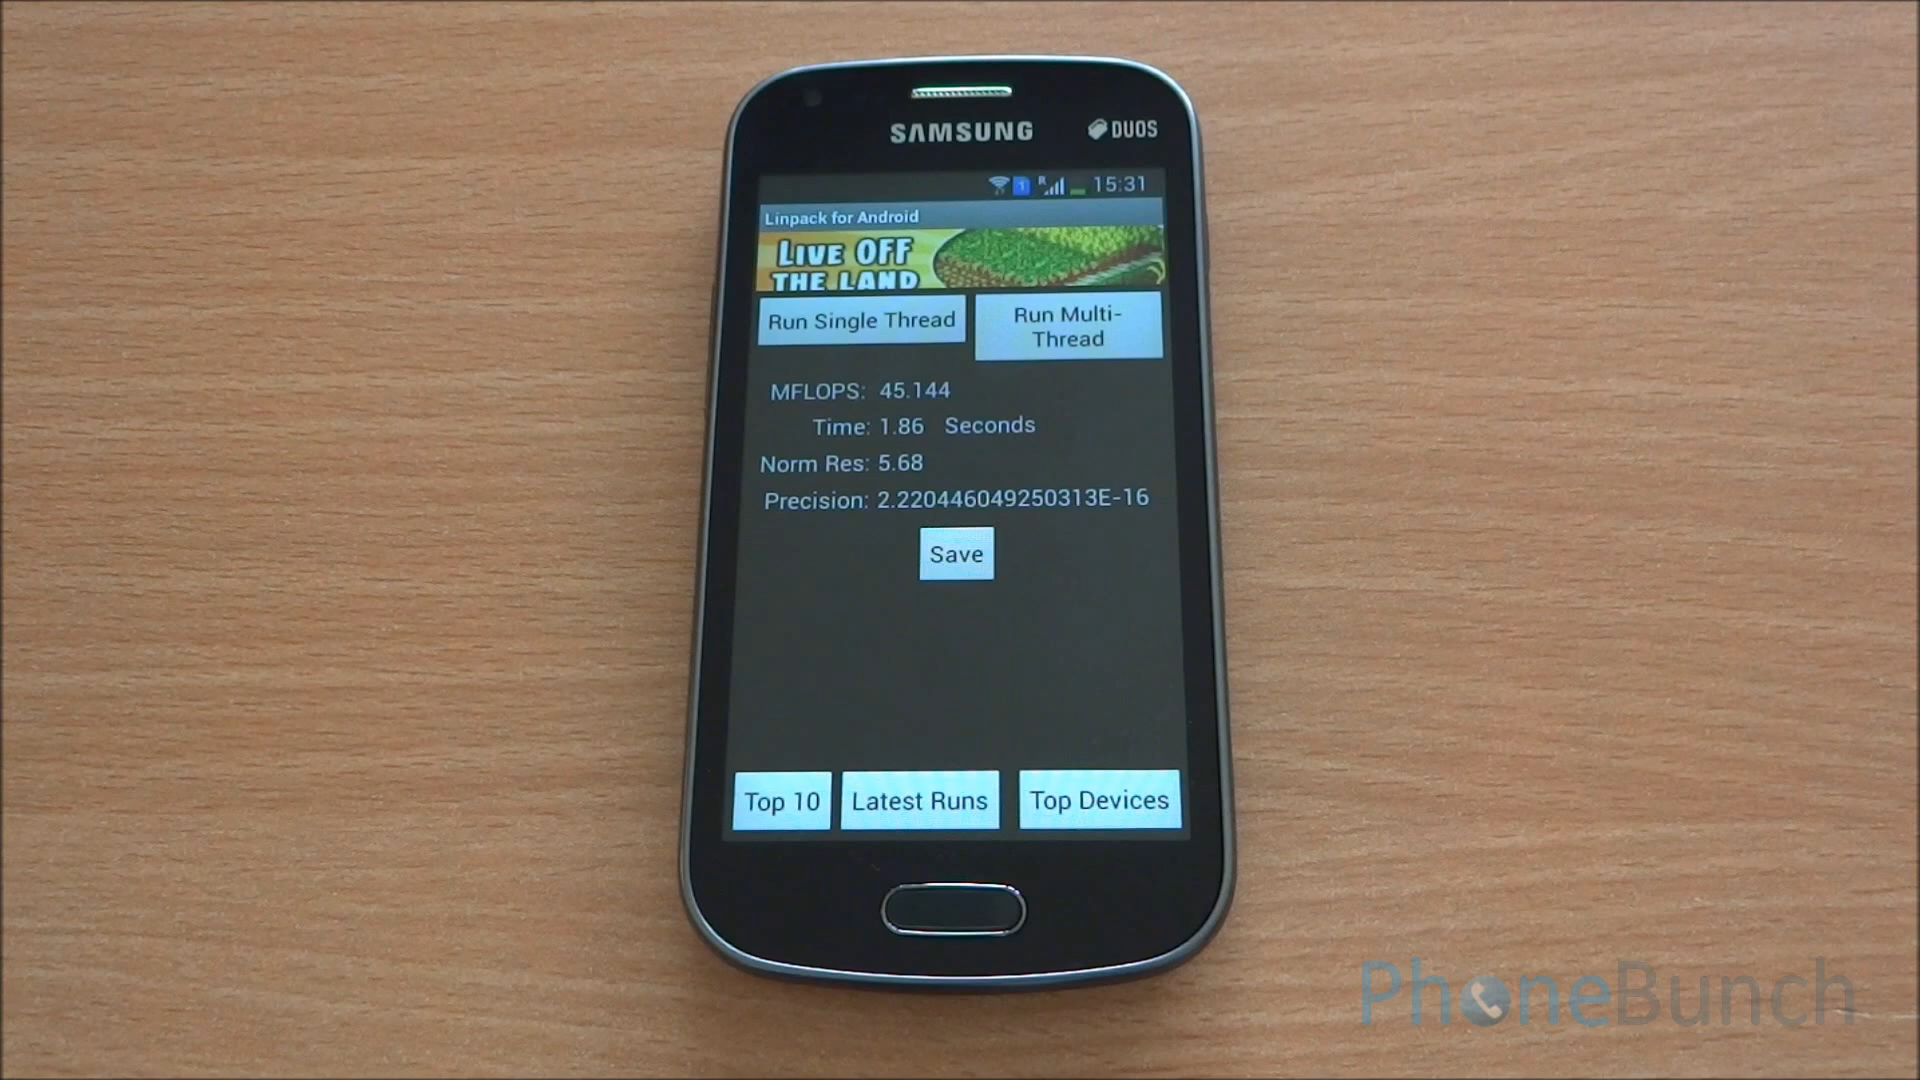 SAMSUNG
DUOS
1 R 15:31
Linpack for Android
LIVE OFF
THE LAND
Run Single Thread
Run Multi-
Thread
MFLOPS: 45.144
Time: 1.86 Seconds
Norm Res: 5.68
Precision: 2.220446049250313E-16
Save
Top 10
Latest Runs
Top Devices
PhoneBunch